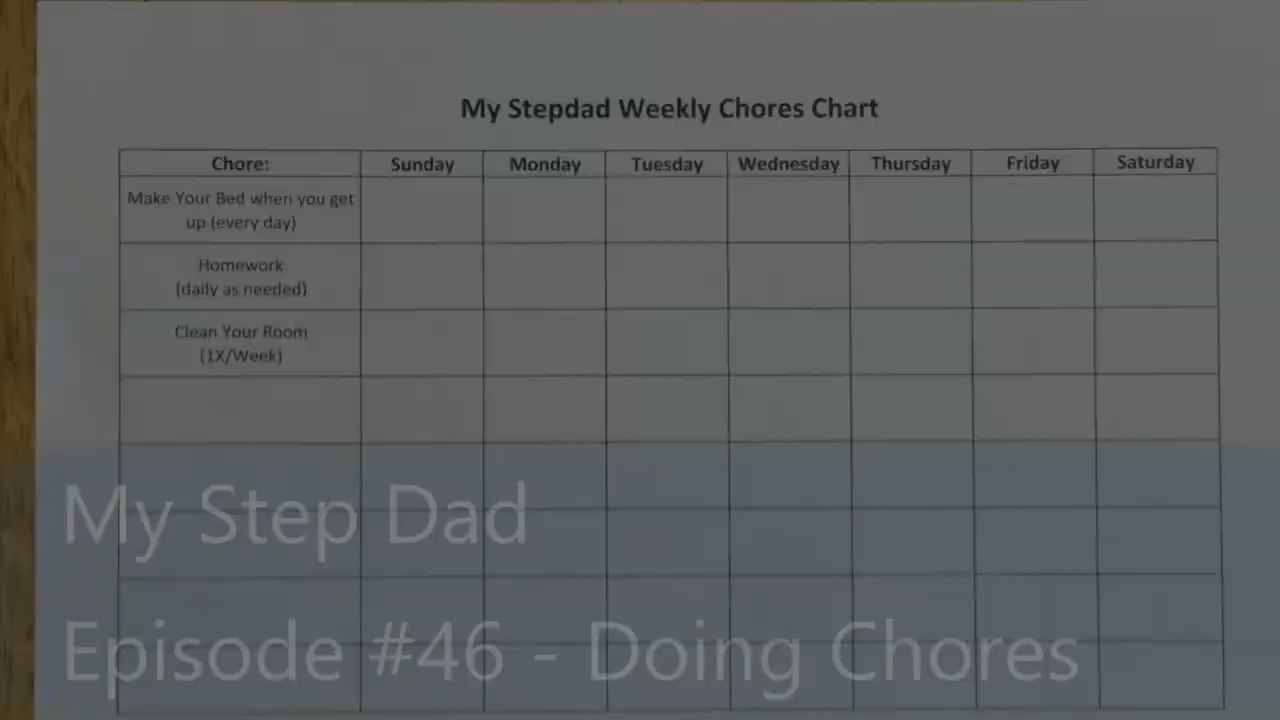 My Stepdad Weekly Chores Chart
Chore: Sunday Monday Tuesday Wednesday Thursday Friday Saturday
Make Your Bed when you get
up (every day)
Homework
(daily as needed)
Clean Your Room
(1X/Week)
My Step Dad
Episode #46 - Doing Chores